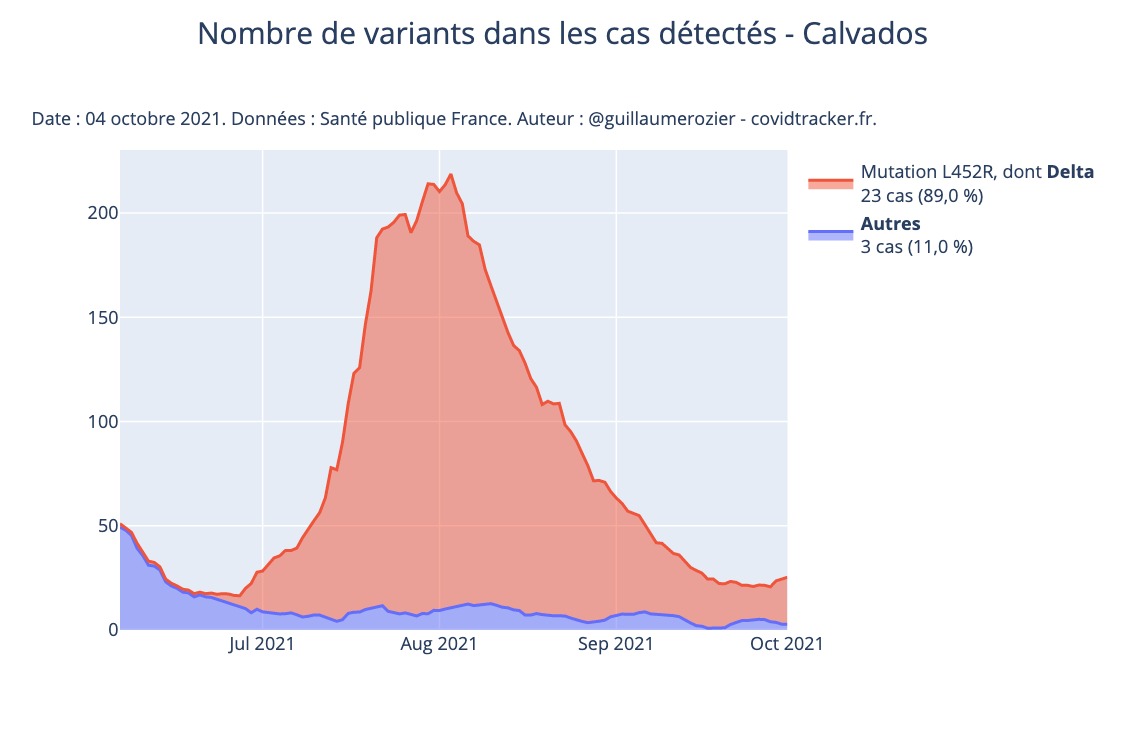 Nombre de variants dans les cas détectés - Calvados
Date : 04 octobre 2021. Données : Santé publique France. Auteur : @guillaumerozier - covidtracker.fr.
Mutation L452R, dont Delta
23 cas (89,0 %)
Autres
3 cas (11,0 %)
200
150
100
50
0
Jul 2021
Aug 2021
Sep 2021
Oct 2021